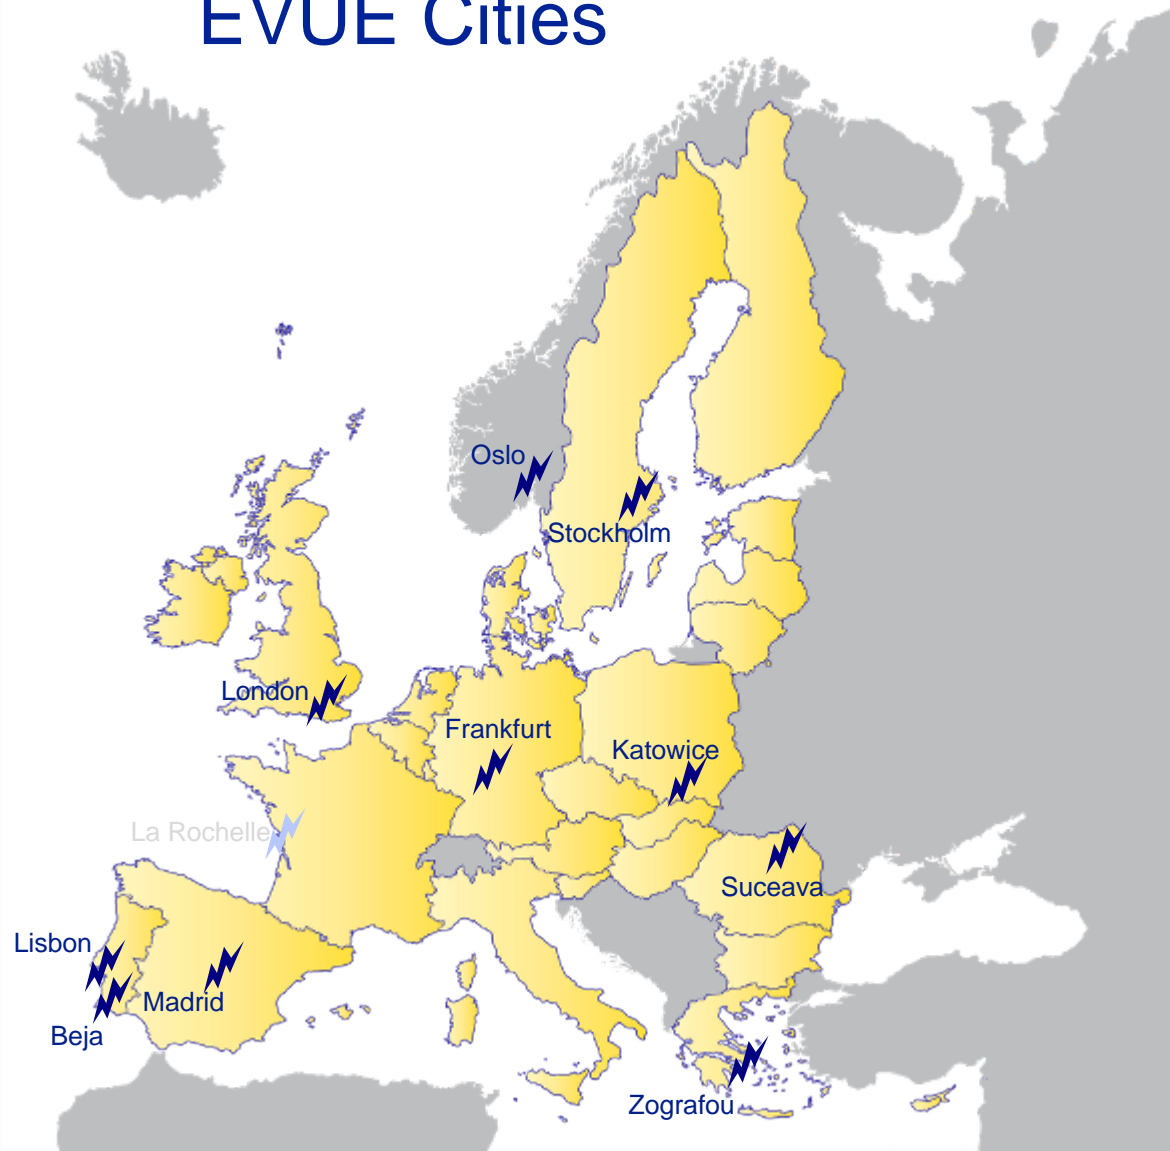 EVUE Cities
Oslo
Stockholm
London
Frankfurt
Katowice
La Rochelle
Suceava
Lisbon
Madrid
Beja
Zografou